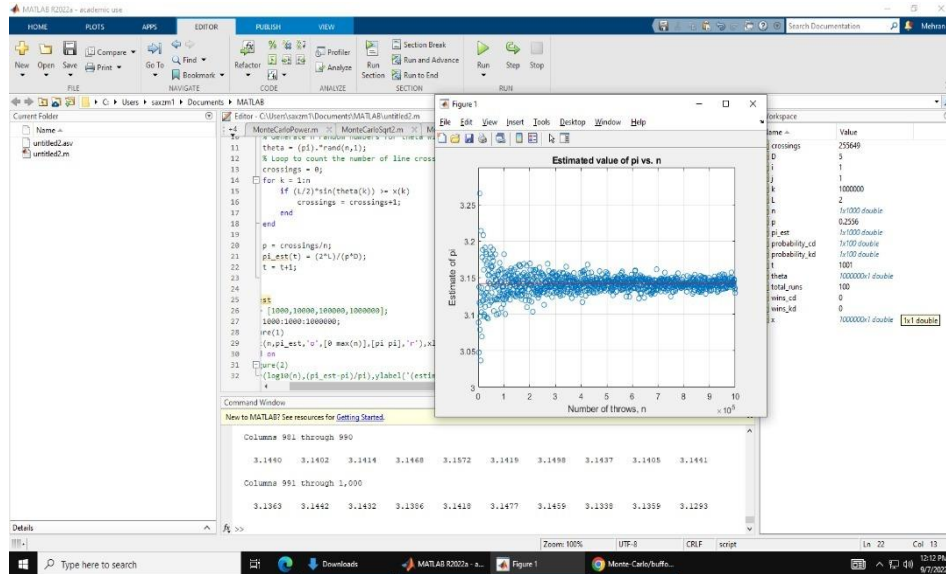 MATLAB R2022a - academic use
HOME PLOTS APPS EDITOR PUBLISH VIEW
Search Documentation
Mehran
New Open Save
Compare
Print
Go To
Find
Bookmark
Refactor
Profiler
Analyze
Run Section
Section Break
Run and Advance
Run to End
Run Step Stop
FILE NAVIGATE CODE ANALYZE SECTION RUN
C: Users saxzm1 Documents MATLAB
Current Folder
Name
untitled2.asv
untitled2.m
Details
Editor - C:\Users\saxzm1\Documents\MATLAB\untitled2.m
+4 MonteCarloPower.m MonteCarloSqrt2.m
11 theta = (pi).*rand(n,1);
12 % Loop to count the number of line cross
13 crossings = 0;
14 for k = 1:n
15 if (L/2)*sin(theta(k)) >= x(k)
16 crossings = crossings+1;
17 end
18 end
19
20 p = crossings/n;
21 pi_est(t) = (2*L)/(p*D);
22 t = t+1;
23
24
25 est
26 [1000,10000,100000,1000000];
27 1000:1000:1000000;
28 ure(1)
29 (n,pi_est,'o',[0 max(n)],[pi pi],'r'),xl
30 on
31 ure(2)
32 (log10(n),(pi_est-pi)/pi),ylabel('(esti
Figure 1
File Edit View Insert Tools Desktop Window Help
Estimated value of pi vs. n
Estimate of pi
3.25
3.2
3.15
3.1
3.05
3
0 1 2 3 4 5 6 7 8 9 10
Number of throws, n
×10⁵
Workspace
Name Value
crossings 255649
D 5
i 1
j 1
k 1000000
L 2
n 1x1000 double
p 0.2556
pi_est 1x1000 double
probability_cd 1x100 double
probability_kd 1x100 double
t 1001
theta 1000000x1 double
total_runs 100
wins_cd 0
wins_kd 0
x 1000000x1 double
1x1 double
Command Window
New to MATLAB? See resources for Getting Started.
Columns 981 through 990
3.1440 3.1402 3.1414 3.1468 3.1572 3.1419 3.1498 3.1437 3.1405 3.1441
Columns 991 through 1,000
3.1363 3.1442 3.1432 3.1386 3.1418 3.1477 3.1459 3.1338 3.1359 3.1293
fx >>
Zoom: 100% UTF-8 CRLF script Ln 22 Col 13
Type here to search
Downloads
MATLAB R2022a - a...
Figure 1
Monte-Carlo/buffo...
12:12 PM